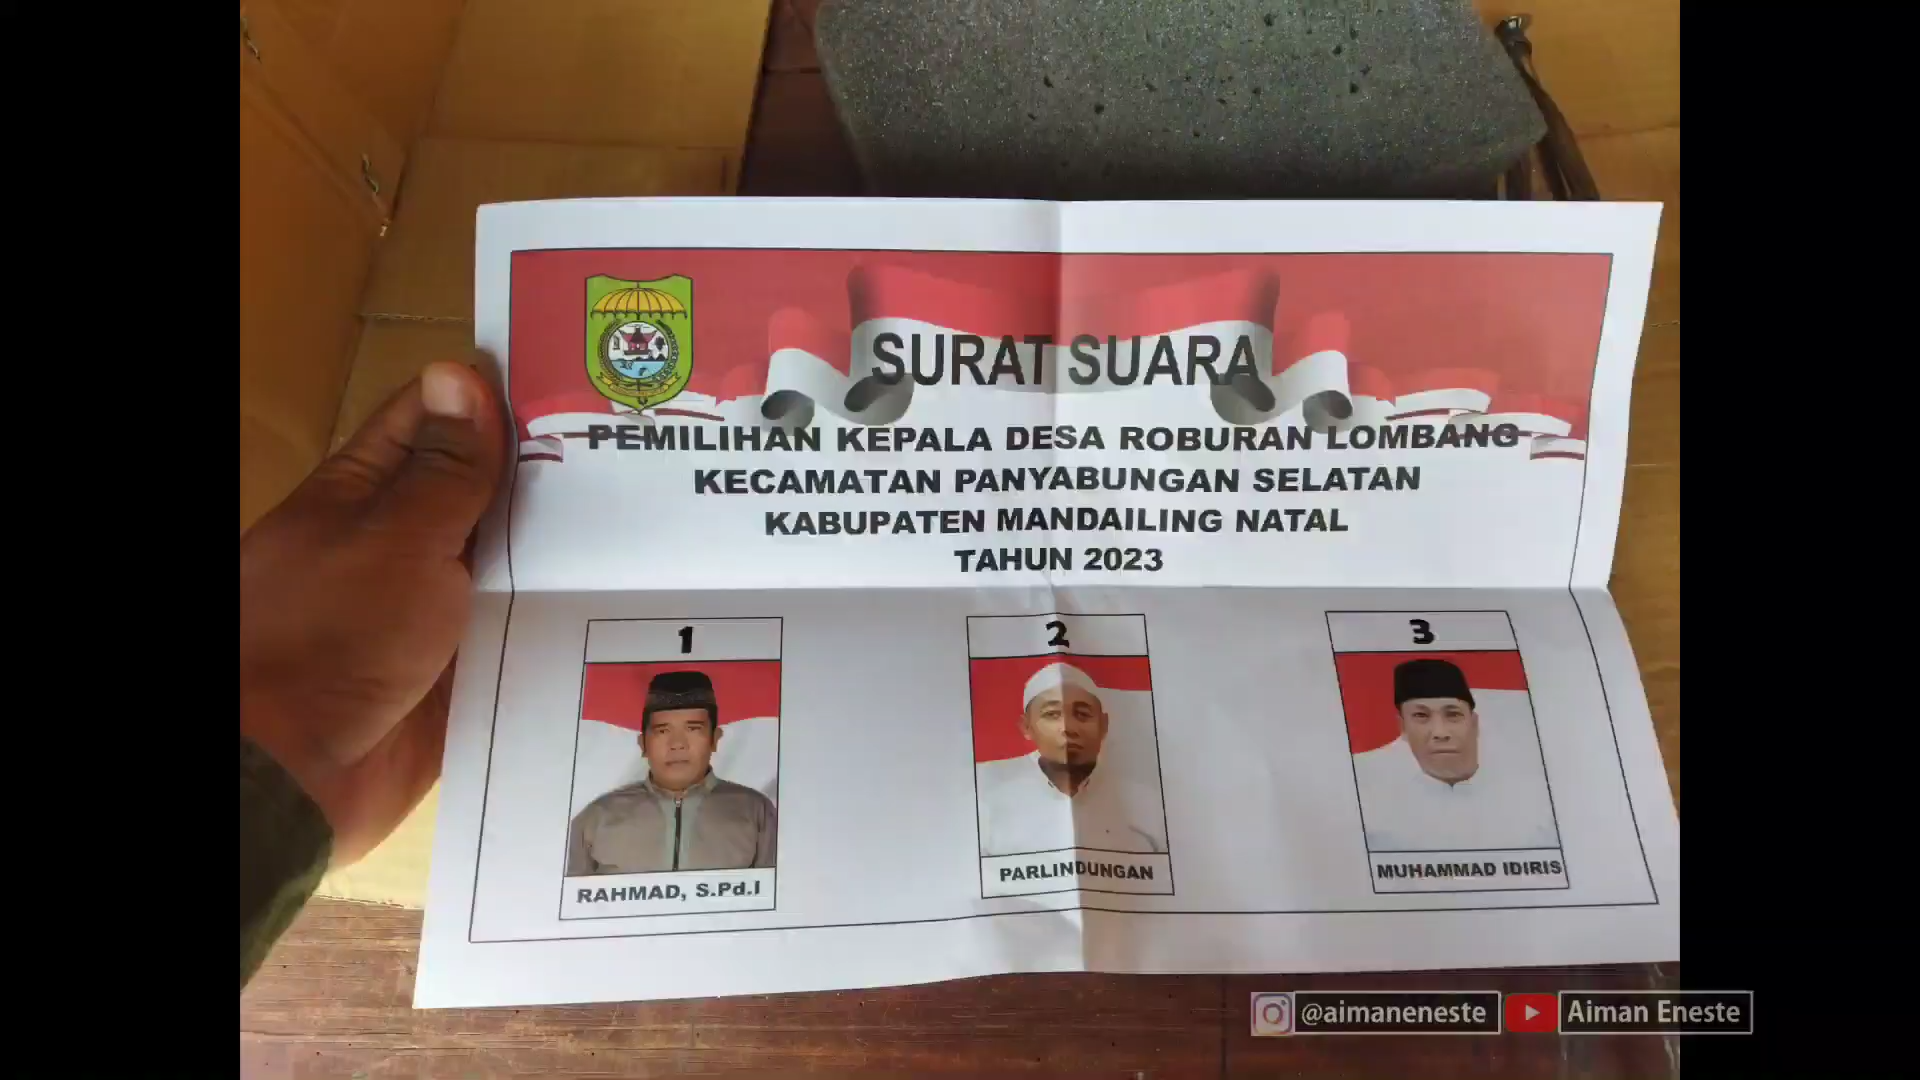 SURAT SUARA
PEMILIHAN KEPALA DESA ROBURAN LOMBANG
KECAMATAN PANYABUNGAN SELATAN
KABUPATEN MANDAILING NATAL
TAHUN 2023
1
2
3
RAHMAD, S.Pd.I
PARLINDUNGAN
MUHAMMAD IDIRIS
@aimaneneste
Aiman Eneste